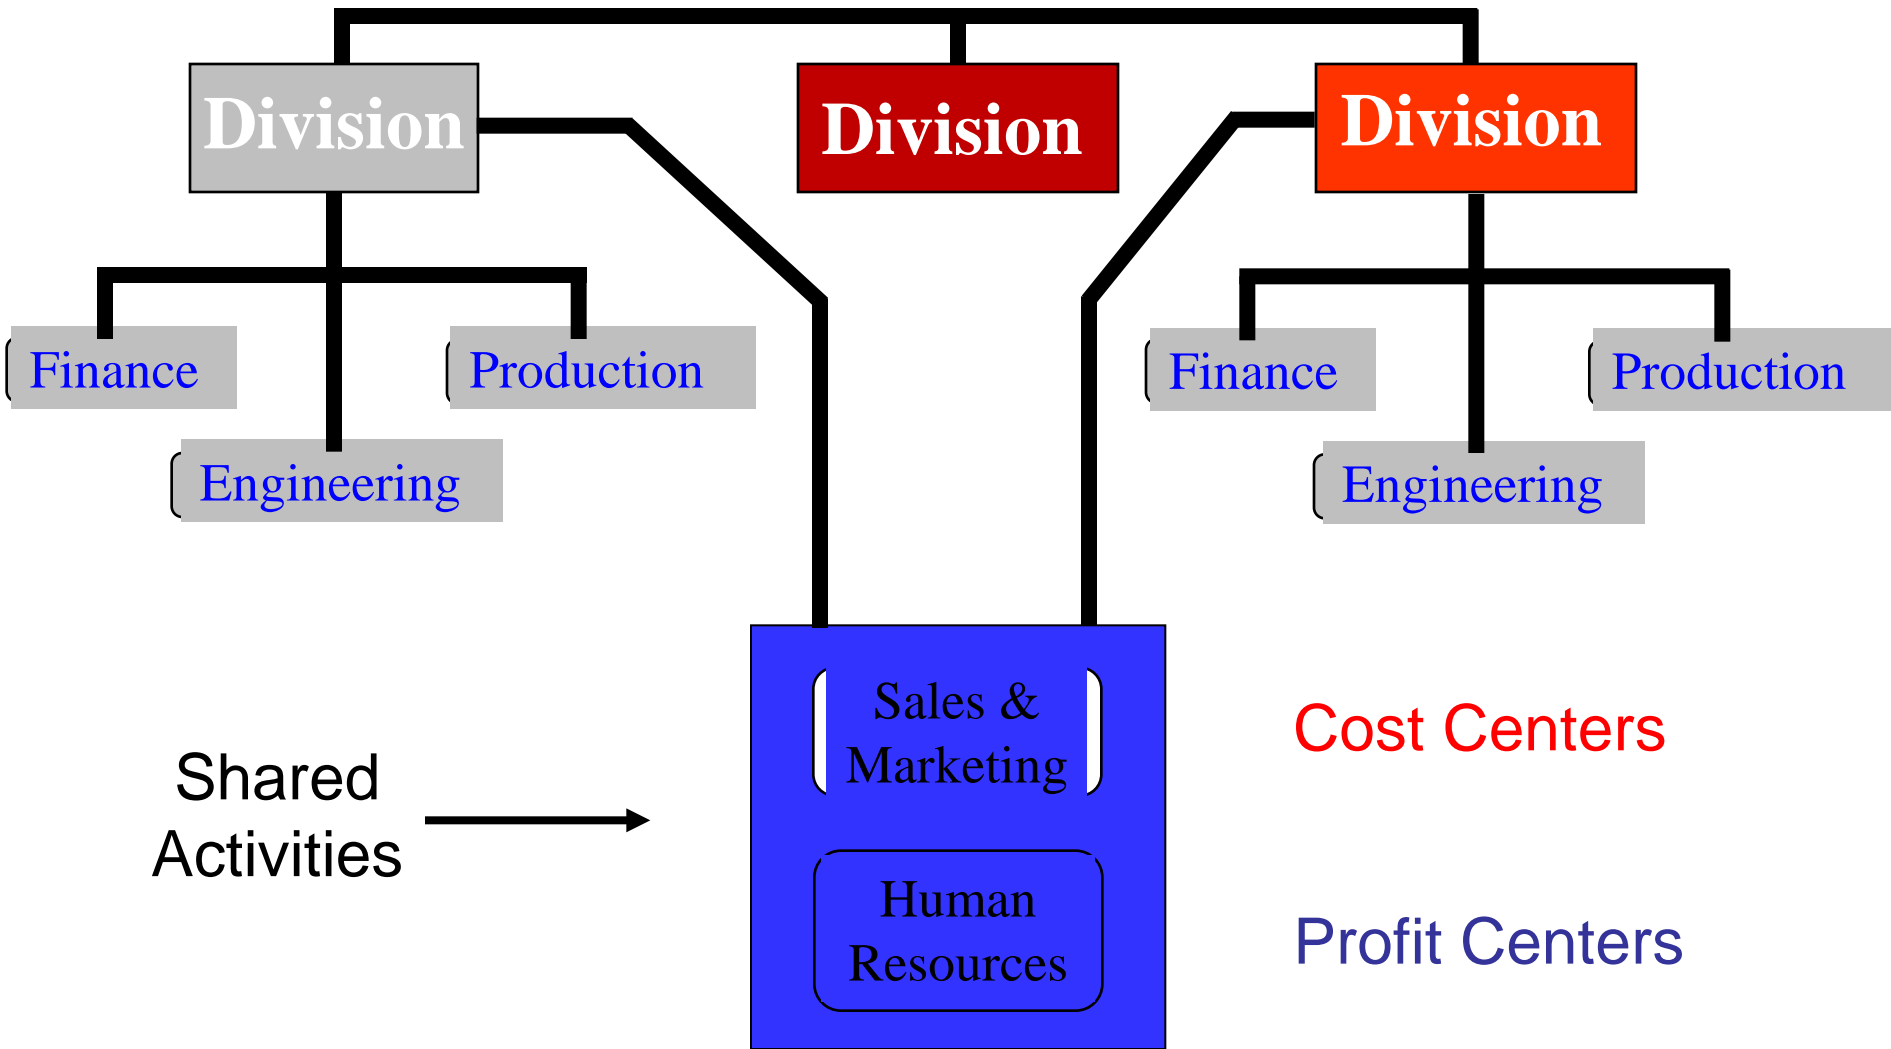 Division
Division
Division
Finance
Production
Engineering
Finance
Production
Engineering
Shared
Activities
Sales &
Marketing
Human
Resources
Cost Centers
Profit Centers